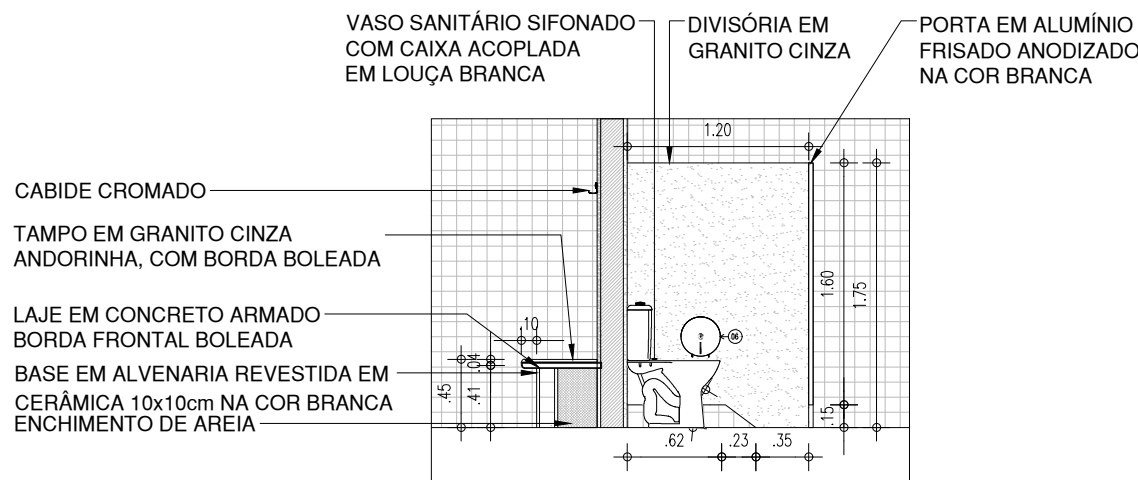 VASO SANITÁRIO SIFONADO
COM CAIXA ACOPLADA
EM LOUÇA BRANCA
DIVISÓRIA EM
GRANITO CINZA
PORTA EM ALUMÍNIO
FRISADO ANODIZADO
NA COR BRANCA
1.20
CABIDE CROMADO
TAMPO EM GRANITO CINZA
ANDORINHA, COM BORDA BOLEADA
LAJE EM CONCRETO ARMADO
BORDA FRONTAL BOLEADA
BASE EM ALVENARIA REVESTIDA EM
CERÂMICA 10x10cm NA COR BRANCA
ENCHIMENTO DE AREIA
.10
.04
.45
.41
06
1.60
1.75
.15
.62
.23
.35